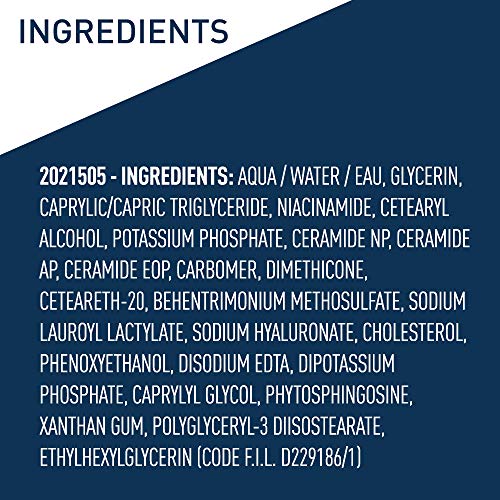 INGREDIENTS
2021505 - INGREDIENTS: AQUA / WATER / EAU, GLYCERIN,
CAPRYLIC/CAPRIC TRIGLYCERIDE, NIACINAMIDE, CETEARYL
ALCOHOL, POTASSIUM PHOSPHATE, CERAMIDE NP, CERAMIDE
AP, CERAMIDE EOP, CARBOMER, DIMETHICONE,
CETEARETH-20, BEHENTRIMONIUM METHOSULFATE, SODIUM
LAUROYL LACTYLATE, SODIUM HYALURONATE, CHOLESTEROL,
PHENOXYETHANOL, DISODIUM EDTA, DIPOTASSIUM
PHOSPHATE, CAPRYLYL GLYCOL, PHYTOSPHINGOSINE,
XANTHAN GUM, POLYGLYCERYL-3 DIISOSTEARATE,
ETHYLHEXYLGLYCERIN (CODE F.I.L. D229186/1)